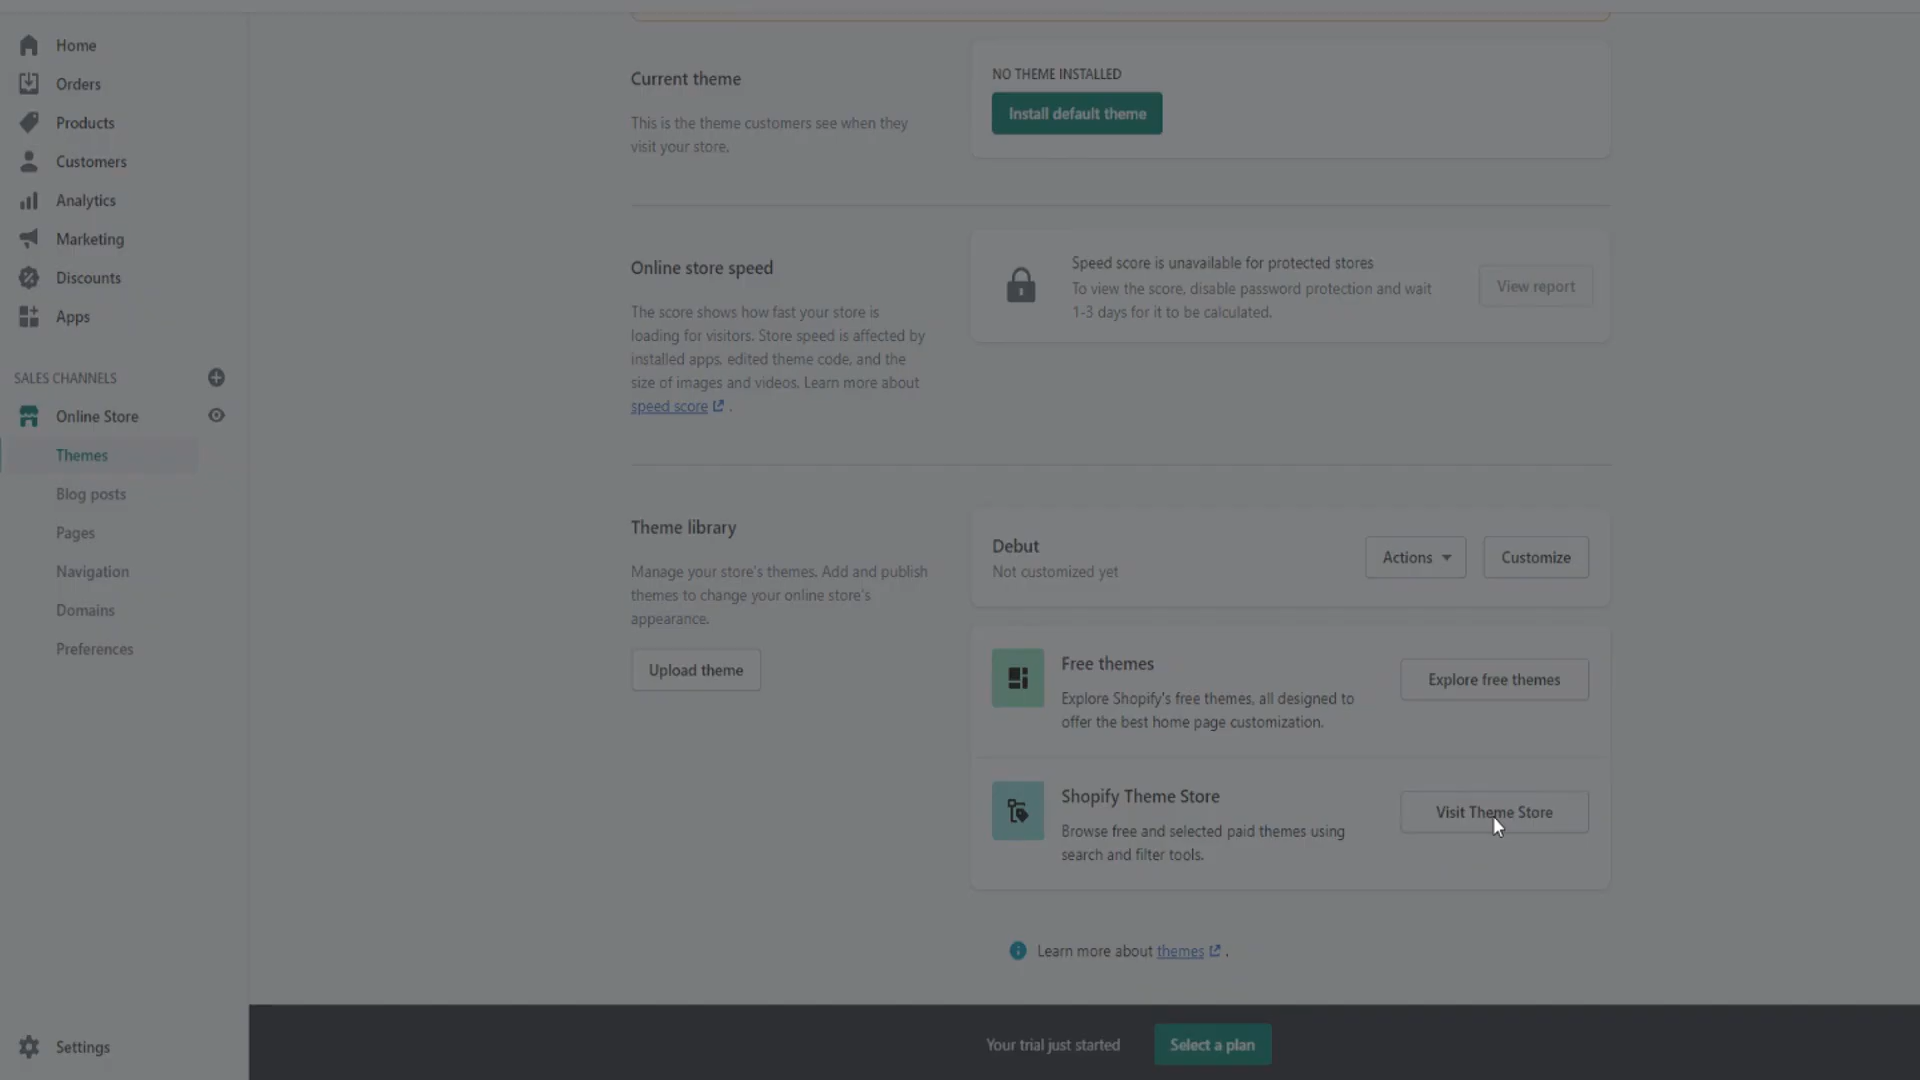 Home
Orders
Products
Customers
Analytics
Marketing
Discounts
Apps
SALES CHANNELS
Online Store
Themes
Blog posts
Pages
Navigation
Domains
Preferences
Settings
Current theme
This is the theme customers see when they
visit your store.
NO THEME INSTALLED
Install default theme
Online store speed
The score shows how fast your store is
loading for visitors. Store speed is affected by
installed apps, edited theme code, and the
size of images and videos. Learn more about
speed score .
Speed score is unavailable for protected stores
To view the score, disable password protection and wait
1-3 days for it to be calculated.
View report
Theme library
Manage your store's themes. Add and publish
themes to change your online store's
appearance.
Upload theme
Debut
Not customized yet
Actions
Customize
Free themes
Explore Shopify's free themes, all designed to
offer the best home page customization.
Explore free themes
Shopify Theme Store
Browse free and selected paid themes using
search and filter tools.
Visit Theme Store
Learn more about themes .
Your trial just started
Select a plan